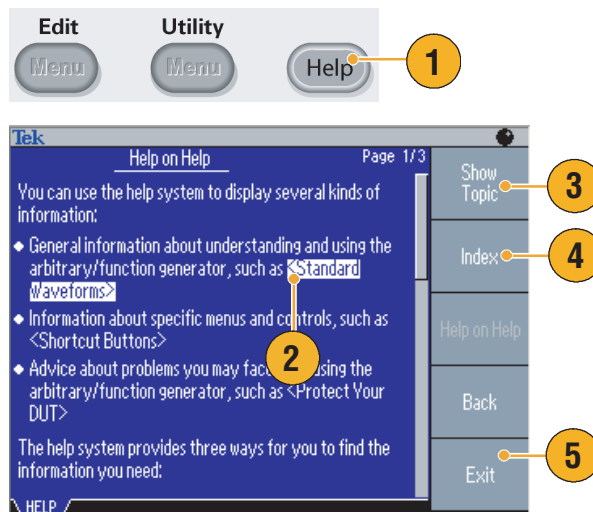 Edit Utility
Menu Menu Help 1
Tek
Help on Help Page 1/3
You can use the help system to display several kinds of
information:
◆ General information about understanding and using the
arbitrary/function generator, such as <Standard
Waveforms>
◆ Information about specific menus and controls, such as
<Shortcut Buttons>
2
◆ Advice about problems you may face using the
arbitrary/function generator, such as <Protect Your
DUT>
The help system provides three ways for you to find the
information you need:
HELP
Show
Topic 3
Index 4
Help on Help
Back
Exit 5